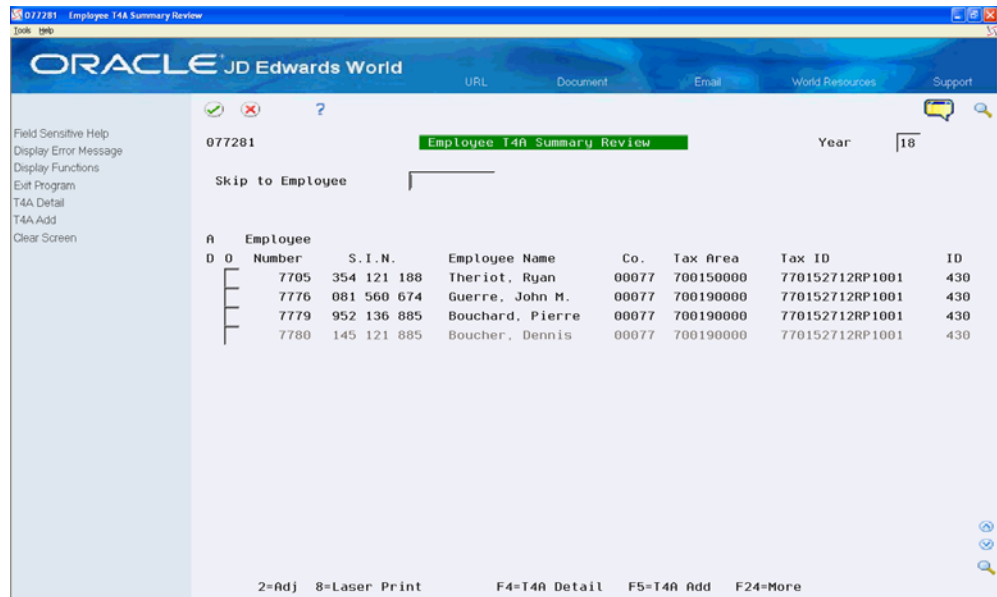 077281 Employee T4A Summary Review
Tools Help
ORACLE JD Edwards World
URL Document Email World Resources Support
?
Field Sensitive Help
Display Error Message
Display Functions
Exit Program
T4A Detail
T4A Add
Clear Screen
077281 Employee T4A Summary Review Year 18
Skip to Employee
A Employee
D O Number S.I.N. Employee Name Co. Tax Area Tax ID ID
7705 354 121 188 Theriot, Ryan 00077 700150000 770152712RP1001 430
7776 081 560 674 Guerre, John M. 00077 700190000 770152712RP1001 430
7779 952 136 885 Bouchard, Pierre 00077 700190000 770152712RP1001 430
7780 145 121 885 Boucher, Dennis 00077 700190000 770152712RP1001 430
2=Adj 8=Laser Print F4=T4A Detail F5=T4A Add F24=More